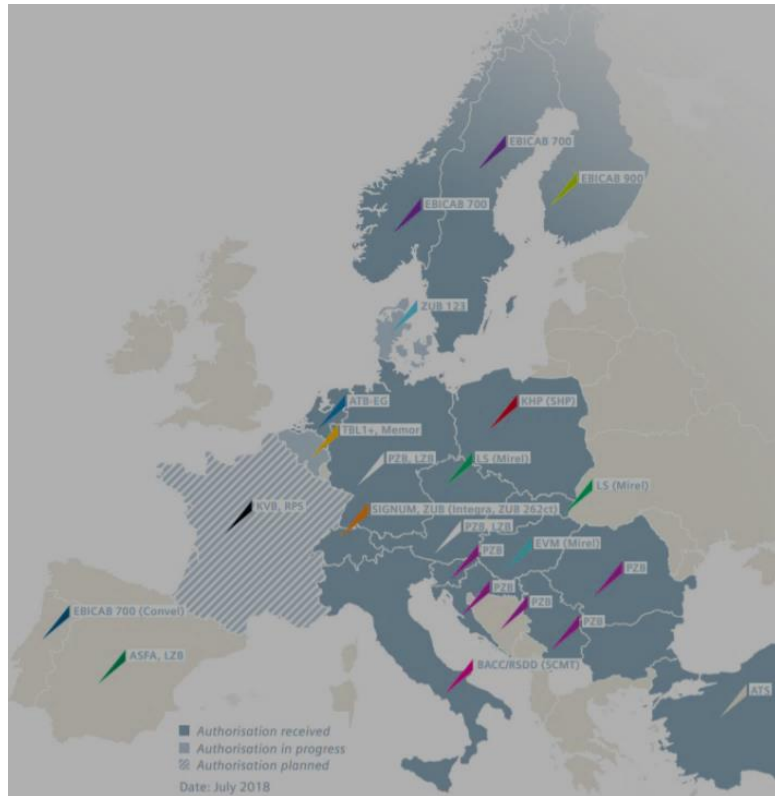 EBICAB 700
EBICAB 900
EBICAB 700
ZUB 123
ATB-EG
KHP (SHP)
TBL1+, Memor
PZB, LZB
LS (Mirel)
LS (Mirel)
KVB, RPS
SIGNUM, ZUB (Integra, ZUB 262ct)
PZB, LZB
EVM (Mirel)
PZB
PZB
PZB
PZB
PZB
EBICAB 700 (Convel)
ASFA, LZB
BACC/RSDD (SCMT)
ATS
Authorisation received
Authorisation in progress
Authorisation planned
Date: July 2018